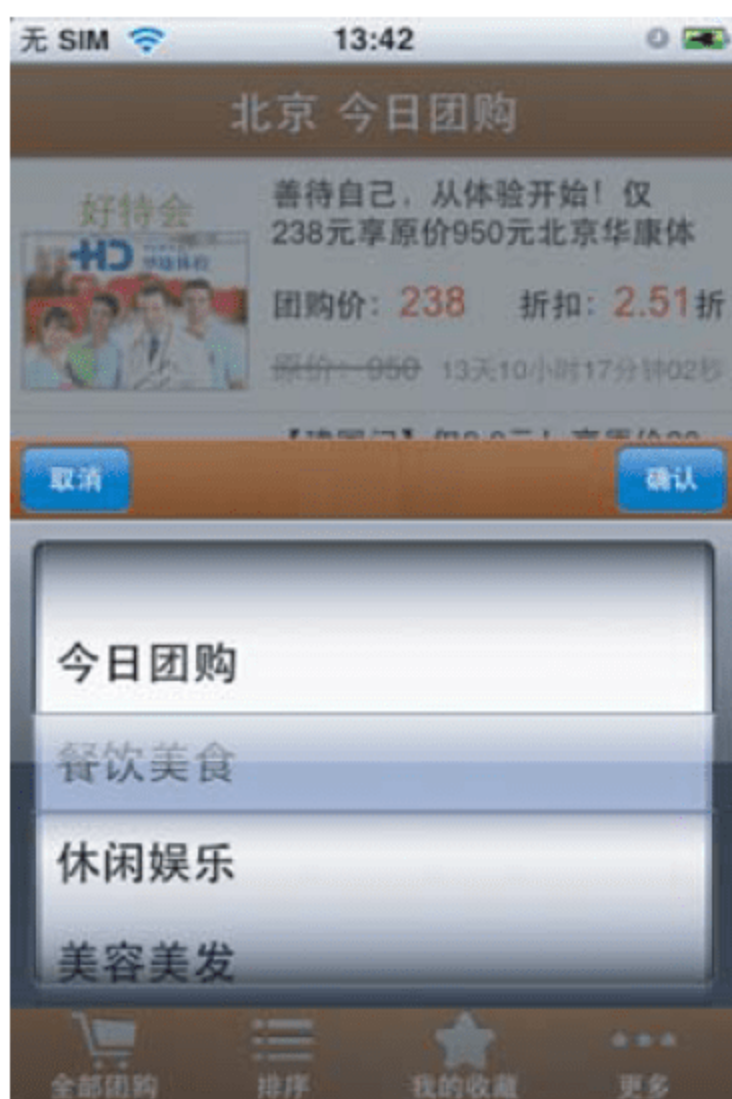 无 SIM 13:42
北京 今日团购
好特会
善待自己，从体验开始！仅
238元享原价950元北京华康体
HD
华康体检
团购价：238 折扣：2.51折
原价：950 13天10小时17分钟02秒
取消 确认
今日团购
餐饮美食
休闲娱乐
美容美发
全部团购 排序 我的收藏 更多